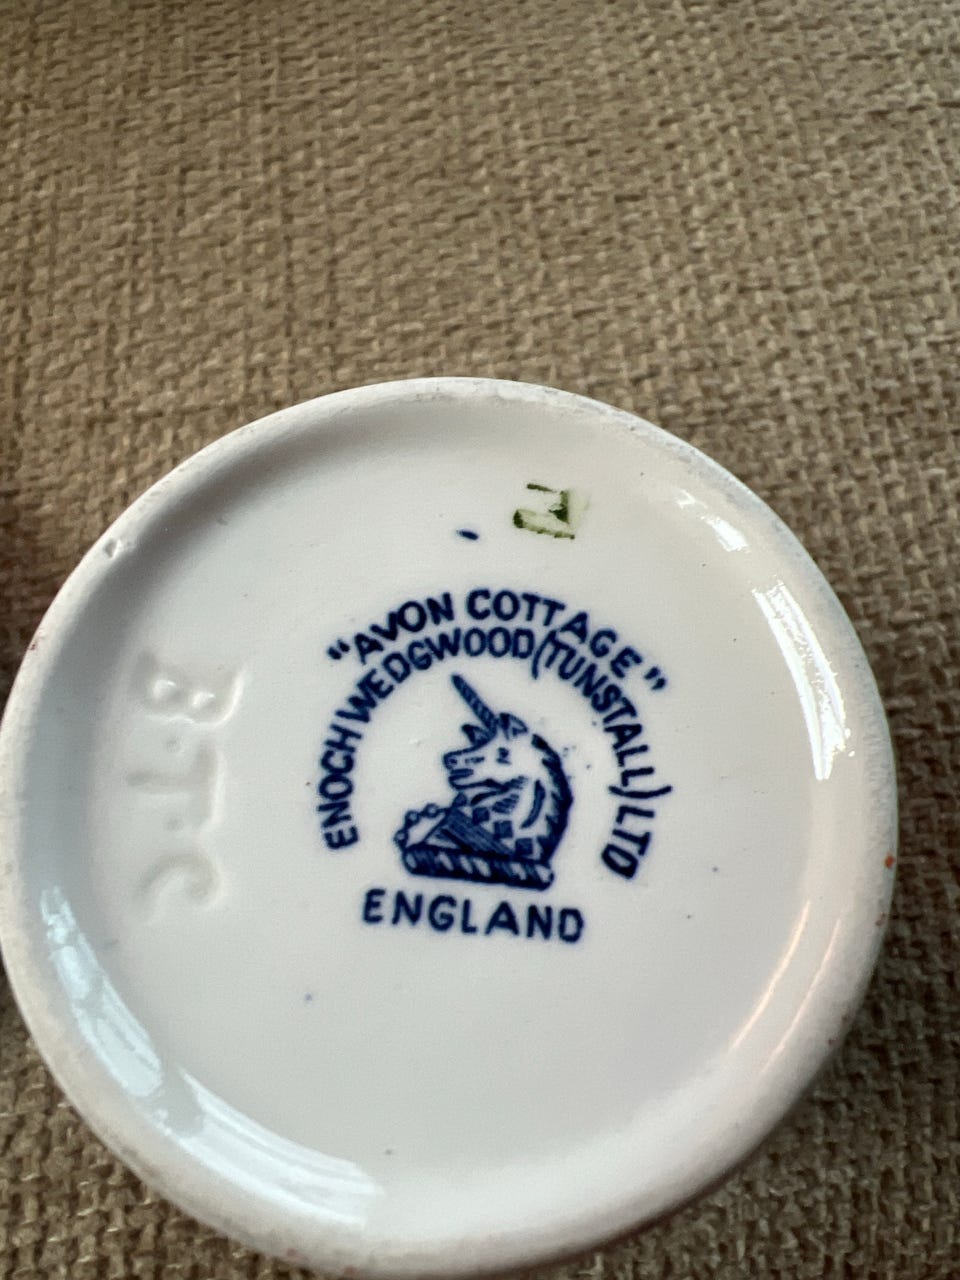 "AVON COTTAGE"
ENOCH WEDGWOOD (TUNSTALL) LTD
ENGLAND
B.T.C